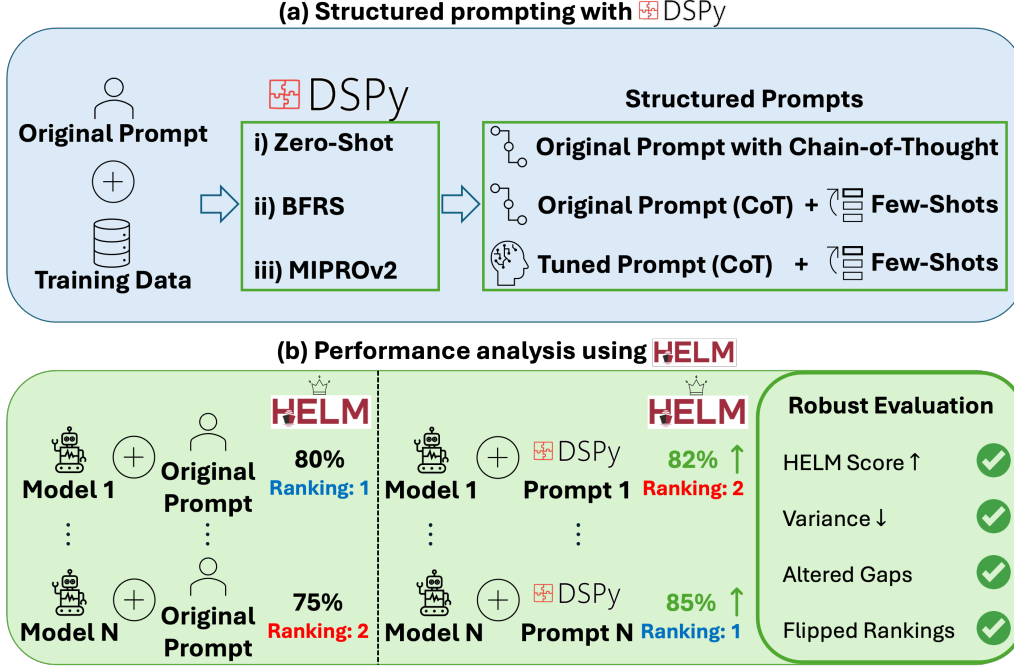 (a) Structured prompting with DSPy
Original Prompt
Training Data
DSPy
i) Zero-Shot
ii) BFRS
iii) MIPROv2
Structured Prompts
Original Prompt with Chain-of-Thought
Original Prompt (CoT) + Few-Shots
Tuned Prompt (CoT) + Few-Shots
(b) Performance analysis using HELM
HELM
Model 1
Original
Prompt
80%
Ranking: 1
Model N
Original
Prompt
75%
Ranking: 2
HELM
Model 1
DSPy
Prompt 1
82% ↑
Ranking: 2
Model N
DSPy
Prompt N
85% ↑
Ranking: 1
Robust Evaluation
HELM Score ↑
Variance ↓
Altered Gaps
Flipped Rankings